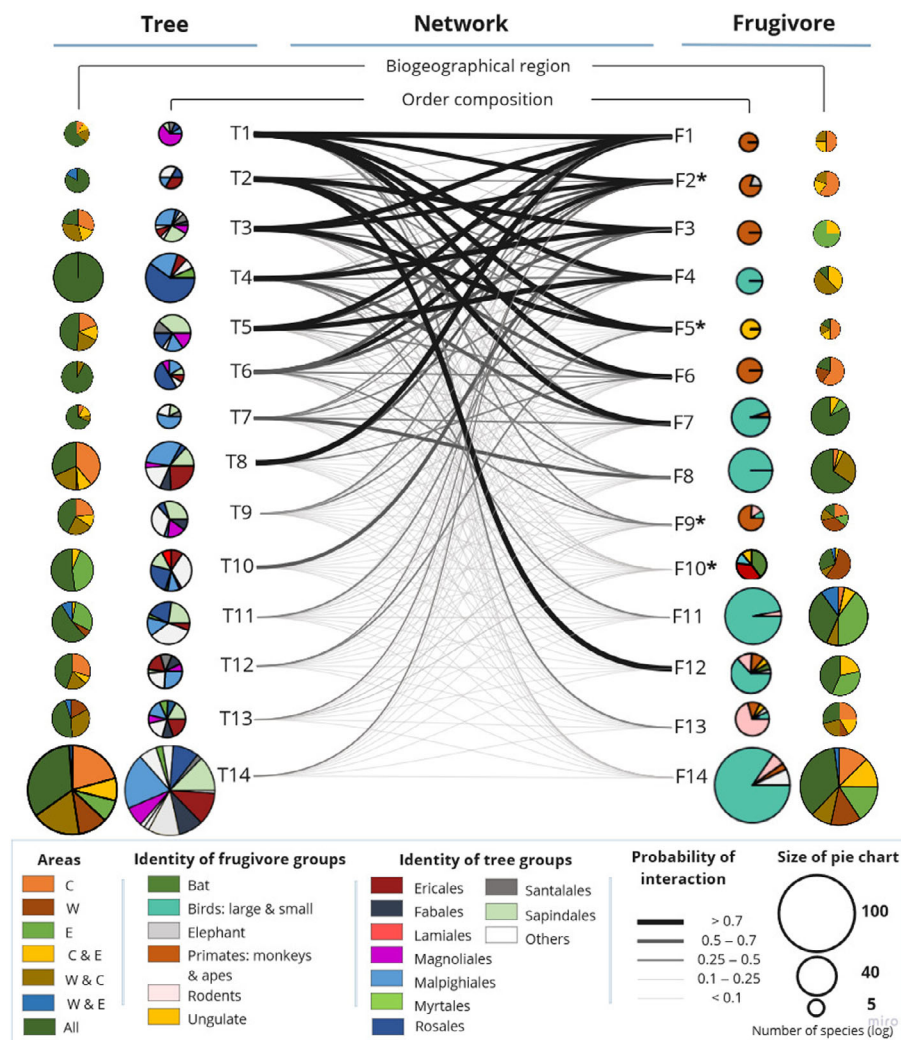 Tree Network Frugivore
Biogeographical region
Order composition
T1 F1
T2 F2*
T3 F3
T4 F4
T5 F5*
T6 F6
T7 F7
T8 F8
T9 F9*
T10 F10*
T11 F11
T12 F12
T13 F13
T14 F14
Areas
C
W
E
C & E
W & C
W & E
All
Identity of frugivore groups
Bat
Birds: large & small
Elephant
Primates: monkeys
& apes
Rodents
Ungulate
Identity of tree groups
Ericales
Fabales
Lamiales
Magnoliales
Malpighiales
Myrtales
Rosales
Santalales
Sapindales
Others
Probability of
interaction
> 0.7
0.5 – 0.7
0.25 – 0.5
0.1 – 0.25
< 0.1
Size of pie chart
100
40
5
miro
Number of species (log)